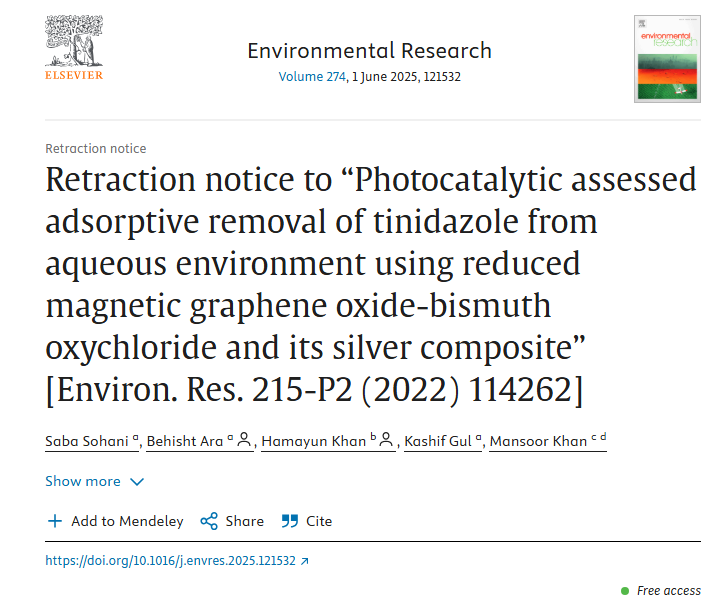 ELSEVIER
Environmental Research
Volume 274, 1 June 2025, 121532
environmental
research
Retraction notice
Retraction notice to “Photocatalytic assessed
adsorptive removal of tinidazole from
aqueous environment using reduced
magnetic graphene oxide-bismuth
oxychloride and its silver composite”
[Environ. Res. 215-P2 (2022) 114262]
Saba Sohani a, Behisht Ara a, Hamayun Khan b, Kashif Gul a, Mansoor Khan c d
Show more
Add to Mendeley Share Cite
https://doi.org/10.1016/j.envres.2025.121532
Free access